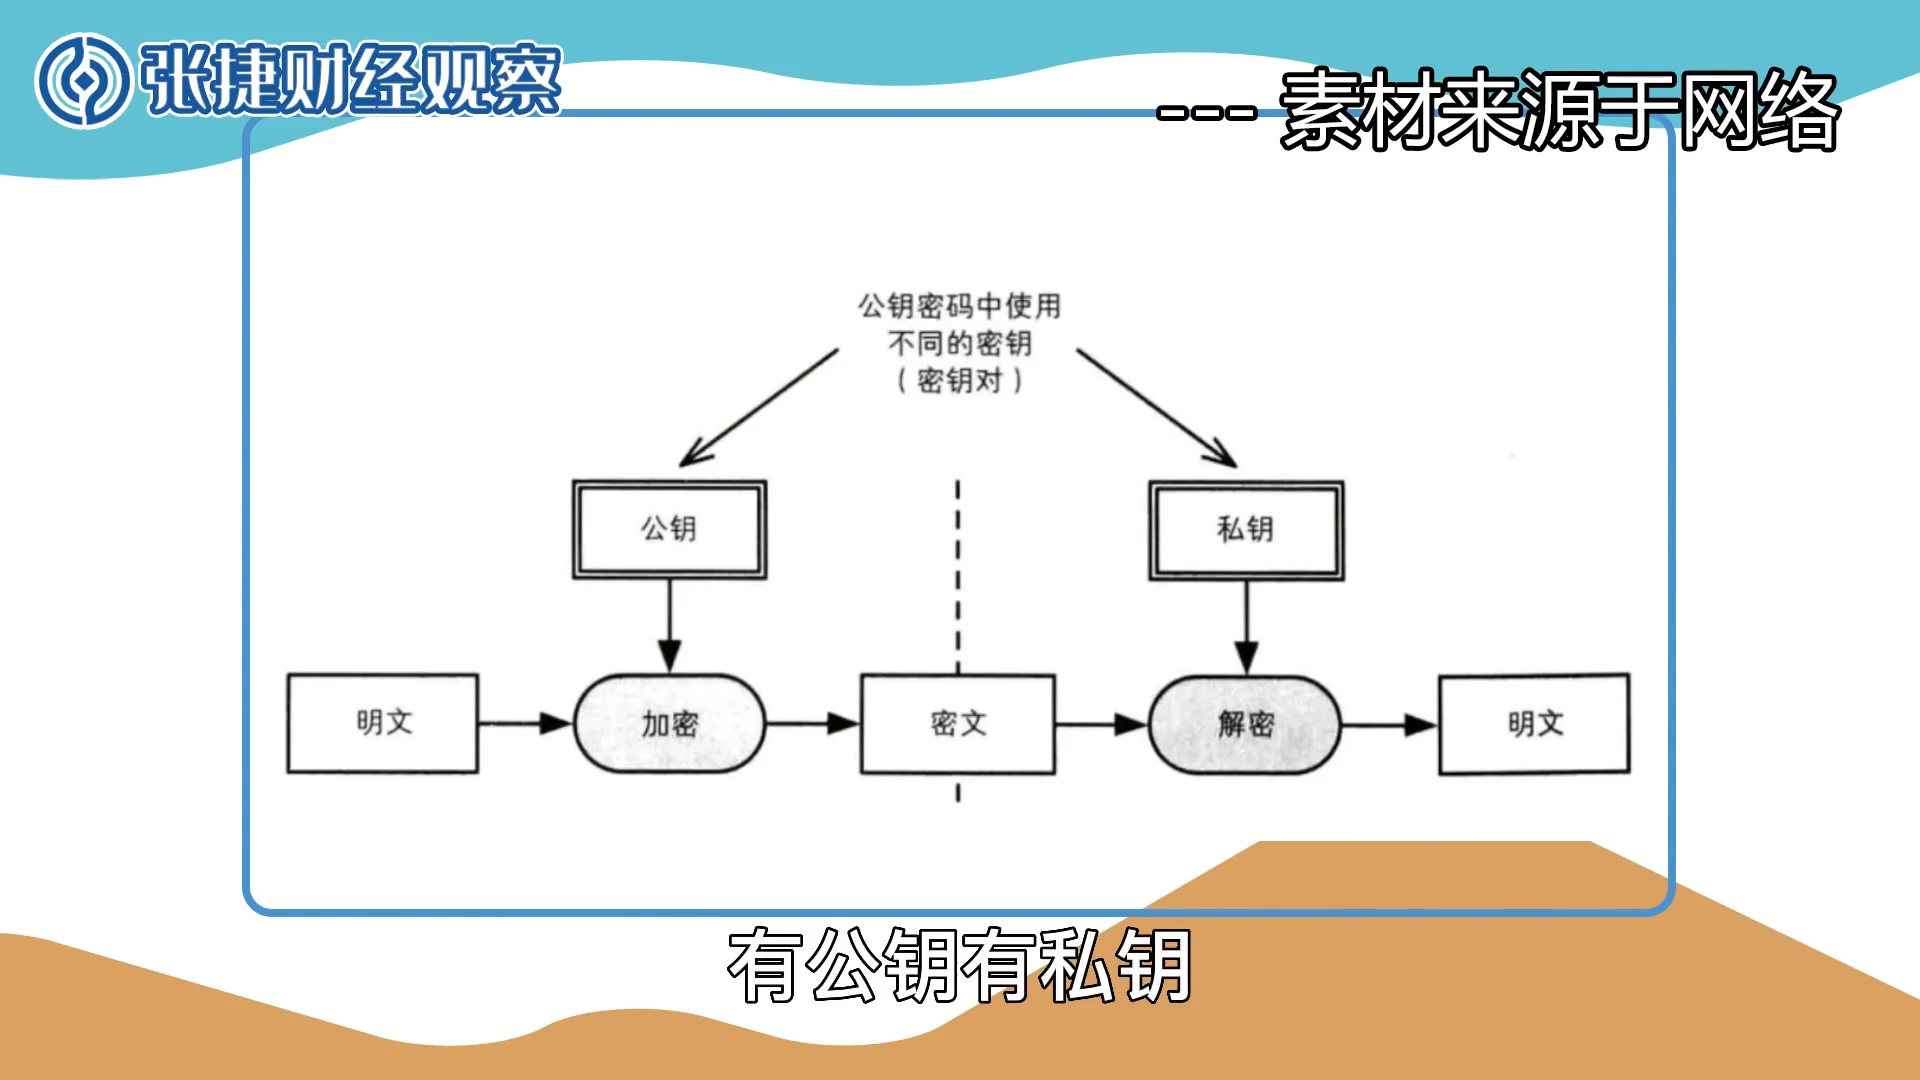 张捷财经观察
--- 素材来源于网络
公钥密码中使用
不同的密钥
（密钥对）
公钥
私钥
明文
加密
密文
解密
明文
有公钥有私钥